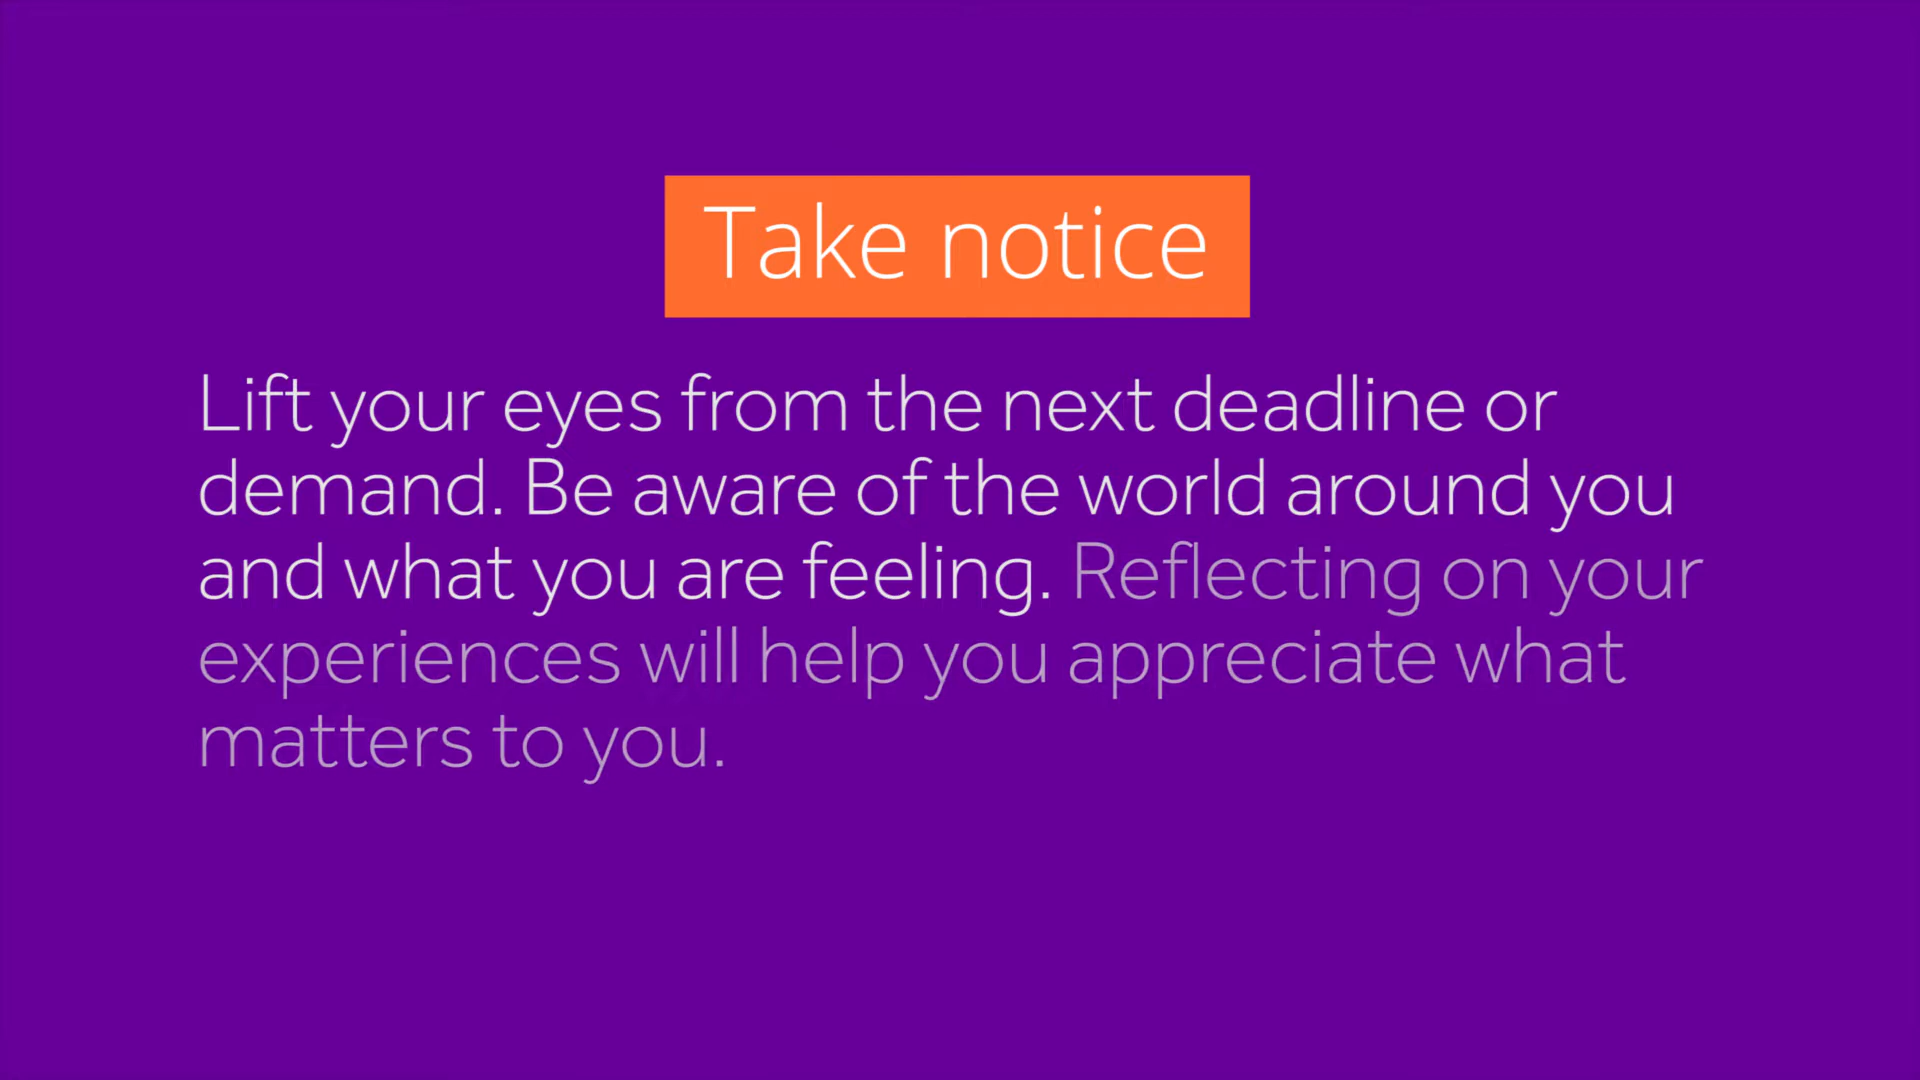 Take notice
Lift your eyes from the next deadline or
demand. Be aware of the world around you
and what you are feeling. Reflecting on your
experiences will help you appreciate what
matters to you.